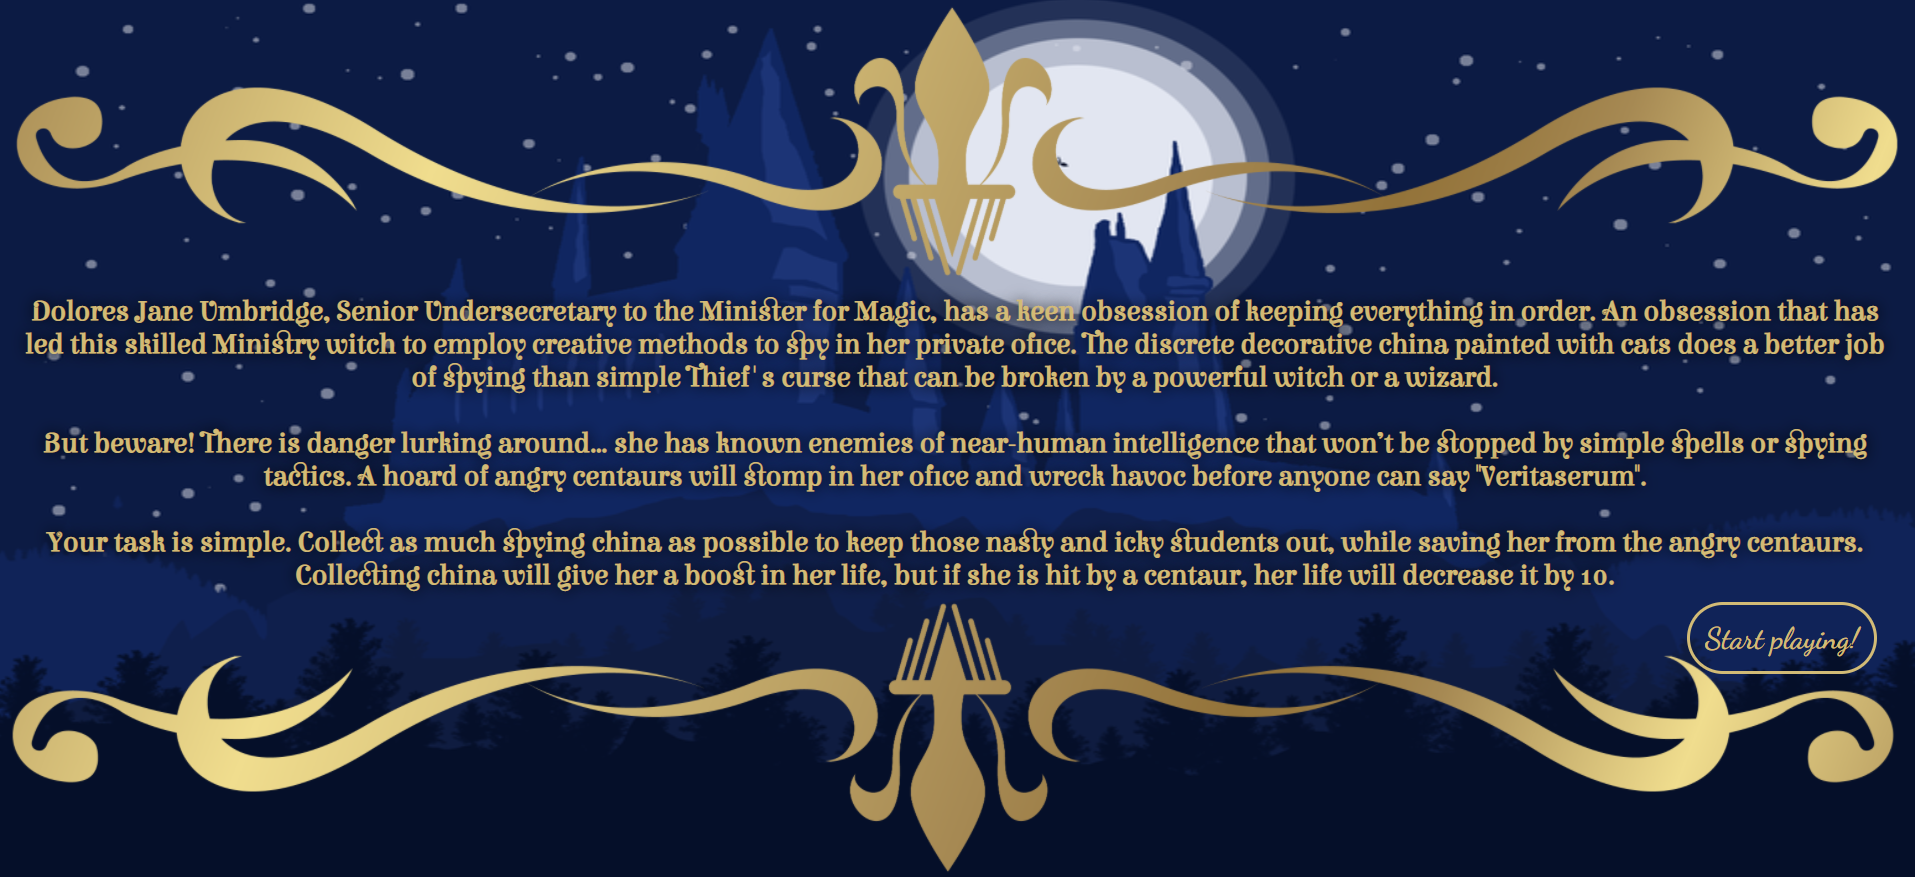 Dolores Jane Umbridge, Senior Undersecretary to the Minister for Magic, has a keen obsession of keeping everything in order. An obsession that has
led this skilled Ministry witch to employ creative methods to spy in her private ofice. The discrete decorative china painted with cats does a better job
of spying than simple Thief's curse that can be broken by a powerful witch or a wizard.
But beware! There is danger lurking around... she has known enemies of near-human intelligence that won’t be stopped by simple spells or spying
tactics. A hoard of angry centaurs will stomp in her ofice and wreck havoc before anyone can say "Veritaserum".
Your task is simple. Collect as much spying china as possible to keep those nasty and icky students out, while saving her from the angry centaurs.
Collecting china will give her a boost in her life, but if she is hit by a centaur, her life will decrease it by 10.
Start playing!